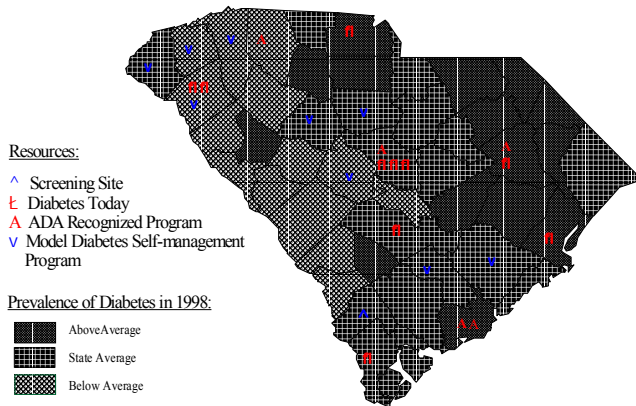 Resources:
^ Screening Site
Ł Diabetes Today
A ADA Recognized Program
v Model Diabetes Self-management
Program
Prevalence of Diabetes in 1998:
AboveAverage
State Average
Below Average